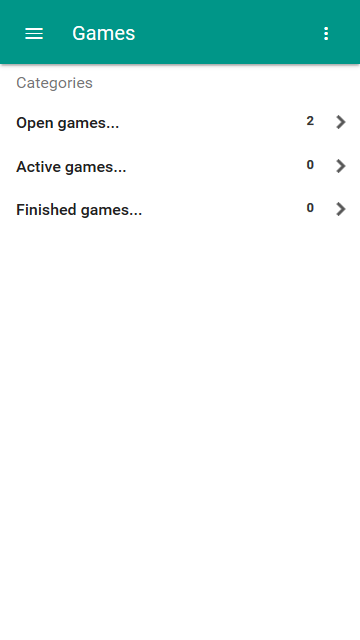 Games
Categories
Open games... 2
Active games... 0
Finished games... 0